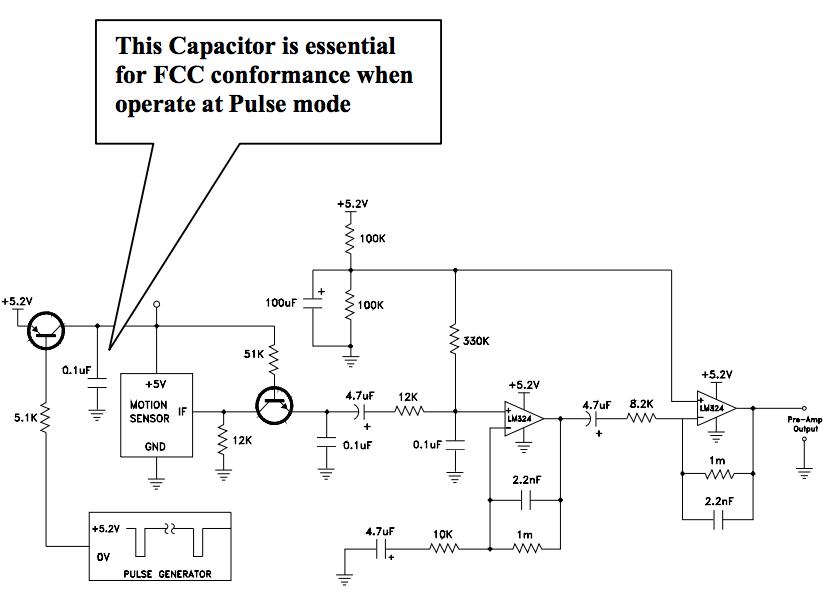 This Capacitor is essential
for FCC conformance when
operate at Pulse mode
+5.2V
100K
100uF
+
100K
+5.2V
330K
51K
0.1uF
+5V
MOTION
SENSOR
IF
GND
12K
5.1K
4.7uF
+
12K
0.1uF
0.1uF
+5.2V
+
LM324
−
4.7uF
+
8.2K
+5.2V
+
LM324
−
Pre-Amp
Output
1m
2.2nF
2.2nF
4.7uF
+
10K
1m
+5.2V
0V
PULSE GENERATOR